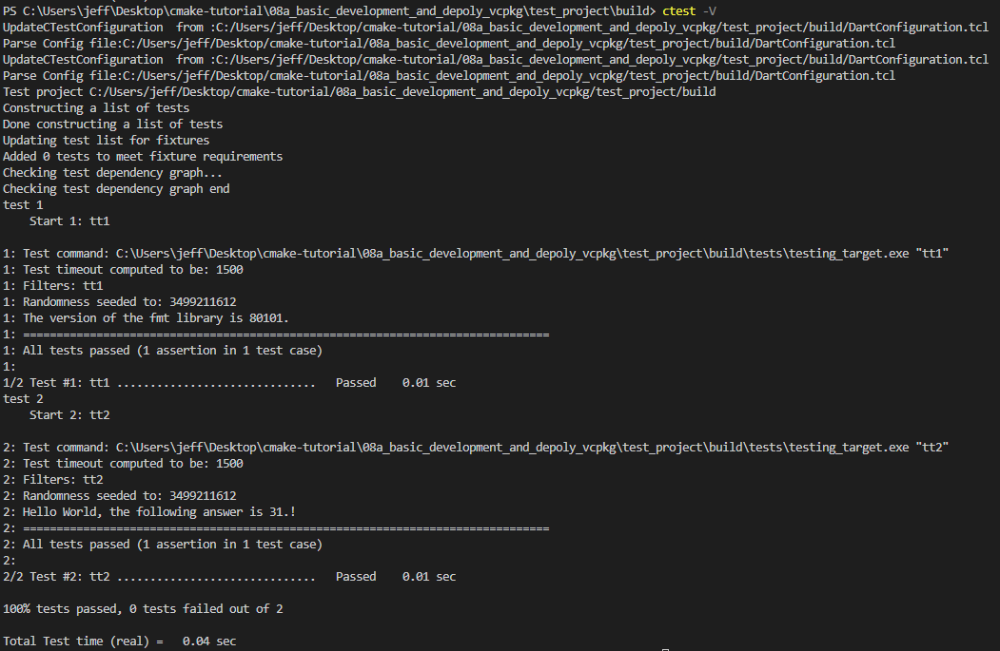 PS C:\Users\jeff\Desktop\cmake-tutorial\08a_basic_development_and_depoly_vcpkg\test_project\build> ctest -V
UpdateCTestConfiguration  from :C:/Users/jeff/Desktop/cmake-tutorial/08a_basic_development_and_depoly_vcpkg/test_project/build/DartConfiguration.tcl
Parse Config file:C:/Users/jeff/Desktop/cmake-tutorial/08a_basic_development_and_depoly_vcpkg/test_project/build/DartConfiguration.tcl
UpdateCTestConfiguration  from :C:/Users/jeff/Desktop/cmake-tutorial/08a_basic_development_and_depoly_vcpkg/test_project/build/DartConfiguration.tcl
Parse Config file:C:/Users/jeff/Desktop/cmake-tutorial/08a_basic_development_and_depoly_vcpkg/test_project/build/DartConfiguration.tcl
Test project C:/Users/jeff/Desktop/cmake-tutorial/08a_basic_development_and_depoly_vcpkg/test_project/build
Constructing a list of tests
Done constructing a list of tests
Updating test list for fixtures
Added 0 tests to meet fixture requirements
Checking test dependency graph...
Checking test dependency graph end
test 1
    Start 1: tt1

1: Test command: C:\Users\jeff\Desktop\cmake-tutorial\08a_basic_development_and_depoly_vcpkg\test_project\build\tests\testing_target.exe "tt1"
1: Test timeout computed to be: 1500
1: Filters: tt1
1: Randomness seeded to: 3499211612
1: The version of the fmt library is 80101.
1: ===============================================================================
1: All tests passed (1 assertion in 1 test case)
1:
1/2 Test #1: tt1 ..............................   Passed    0.01 sec
test 2
    Start 2: tt2

2: Test command: C:\Users\jeff\Desktop\cmake-tutorial\08a_basic_development_and_depoly_vcpkg\test_project\build\tests\testing_target.exe "tt2"
2: Test timeout computed to be: 1500
2: Filters: tt2
2: Randomness seeded to: 3499211612
2: Hello World, the following answer is 31.!
2: ===============================================================================
2: All tests passed (1 assertion in 1 test case)
2:
2/2 Test #2: tt2 ..............................   Passed    0.01 sec

100% tests passed, 0 tests failed out of 2

Total Test time (real) =   0.04 sec